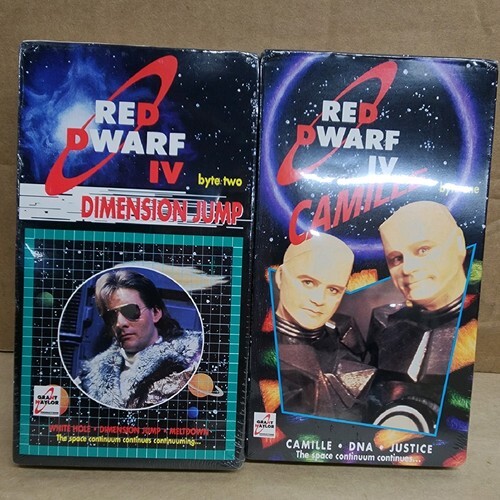 RED
DWARF
IV
byte two
DIMENSION JUMP
GRANT
NAYLOR
WHITE HOLE • DIMENSION JUMP • MELTDOWN
The space continuum continues continuuming...
RED
DWARF
IV
byte one
CAMILLE
GRANT
NAYLOR
CAMILLE • DNA • JUSTICE
The space continuum continues...